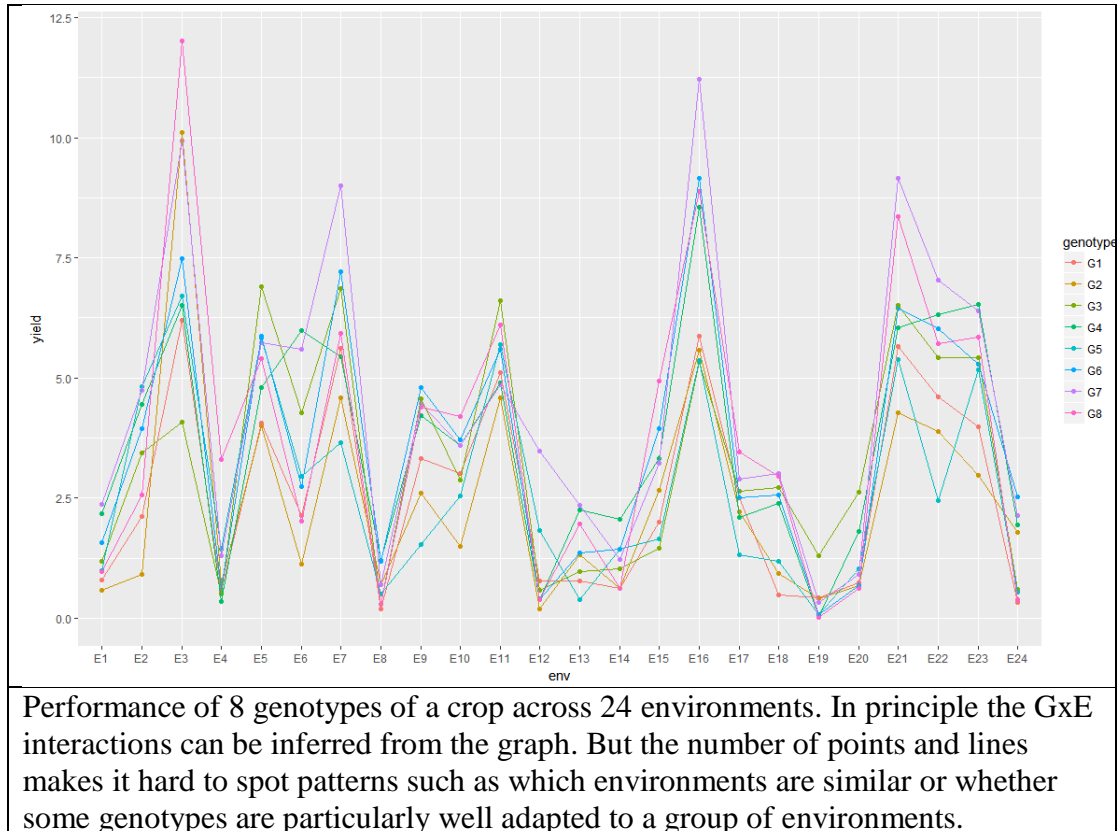 12.5
10.0
7.5
5.0
2.5
0.0
yield
E1 E2 E3 E4 E5 E6 E7 E8 E9 E10 E11 E12 E13 E14 E15 E16 E17 E18 E19 E20 E21 E22 E23 E24
env
genotype
G1
G2
G3
G4
G5
G6
G7
G8
Performance of 8 genotypes of a crop across 24 environments. In principle the GxE
interactions can be inferred from the graph. But the number of points and lines
makes it hard to spot patterns such as which environments are similar or whether
some genotypes are particularly well adapted to a group of environments.